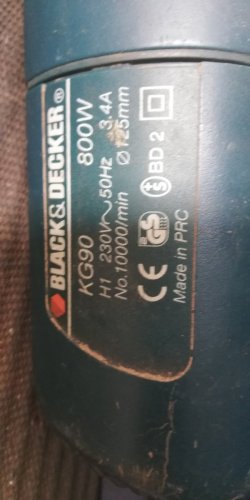 BLACK&DECKER®
KG90 800W
H1 230V~50Hz 3.4A
No.10000/min Ø125mm
BD 2
CE GS
Made in PRC